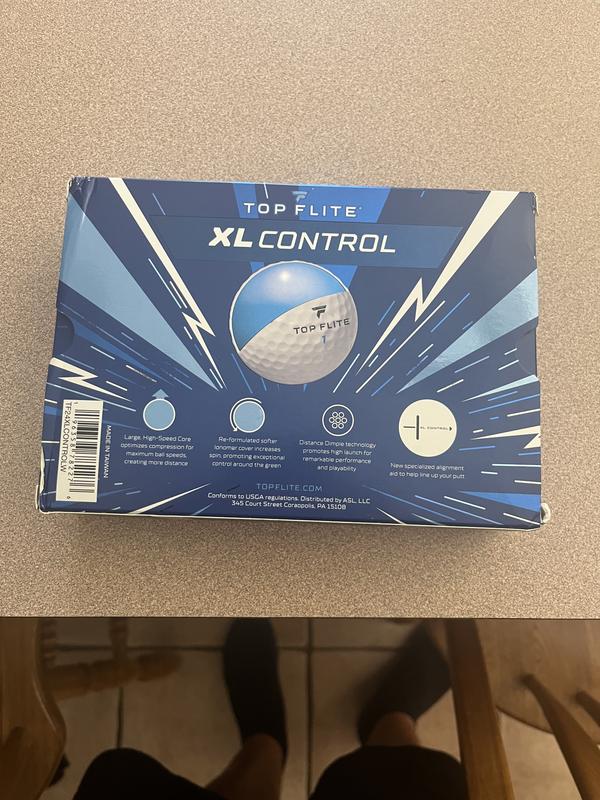 TOP FLITE
XL CONTROL
TOP FLITE
1
Large, High-Speed Core
optimizes compression for
maximum ball speeds,
creating more distance
Re-formulated softer
Ionomer cover increases
spin, promoting exceptional
control around the green
Distance Dimple technology
promotes high launch for
remarkable performance
and playability
XL CONTROL
New specialized alignment
aid to help line up your putt
TOPFLITE.COM
Conforms to USGA regulations. Distributed by ASL, LLC
345 Court Street Coraopolis, PA 15108
MADE IN TAIWAN
TF24XLCONTROLLW